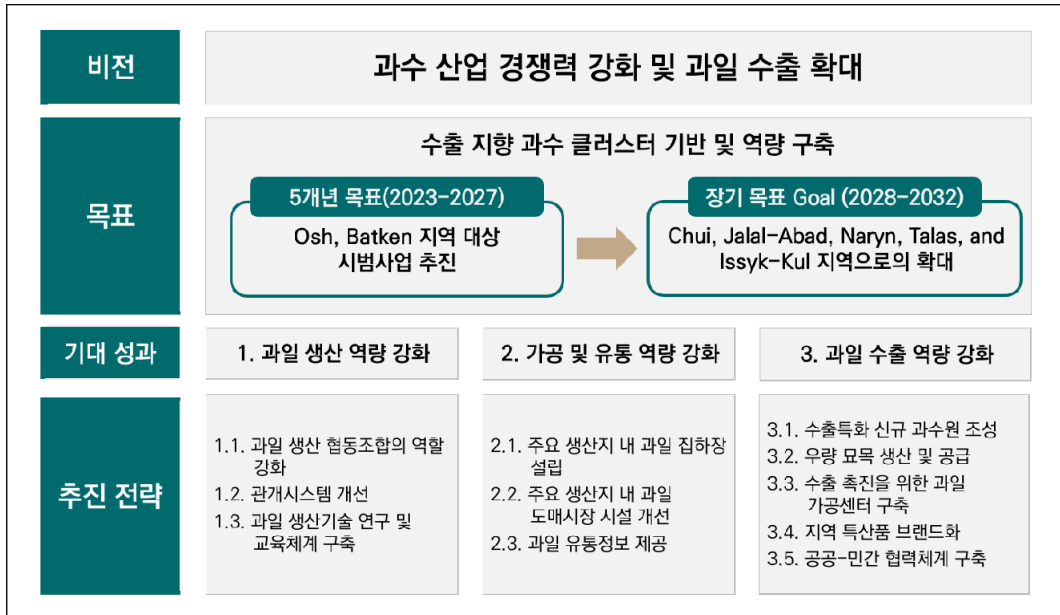 비전
과수 산업 경쟁력 강화 및 과일 수출 확대
목표
수출 지향 과수 클러스터 기반 및 역량 구축
5개년 목표(2023-2027)
Osh, Batken 지역 대상
시범사업 추진
장기 목표 Goal (2028-2032)
Chui, Jalal-Abad, Naryn, Talas, and
Issyk-Kul 지역으로의 확대
기대 성과
1. 과일 생산 역량 강화
2. 가공 및 유통 역량 강화
3. 과일 수출 역량 강화
추진 전략
1.1. 과일 생산 협동조합의 역할
강화
1.2. 관개시스템 개선
1.3. 과일 생산기술 연구 및
교육체계 구축
2.1. 주요 생산지 내 과일 집하장
설립
2.2. 주요 생산지 내 과일
도매시장 시설 개선
2.3. 과일 유통정보 제공
3.1. 수출특화 신규 과수원 조성
3.2. 우량 묘목 생산 및 공급
3.3. 수출 촉진을 위한 과일
가공센터 구축
3.4. 지역 특산품 브랜드화
3.5. 공공-민간 협력체계 구축